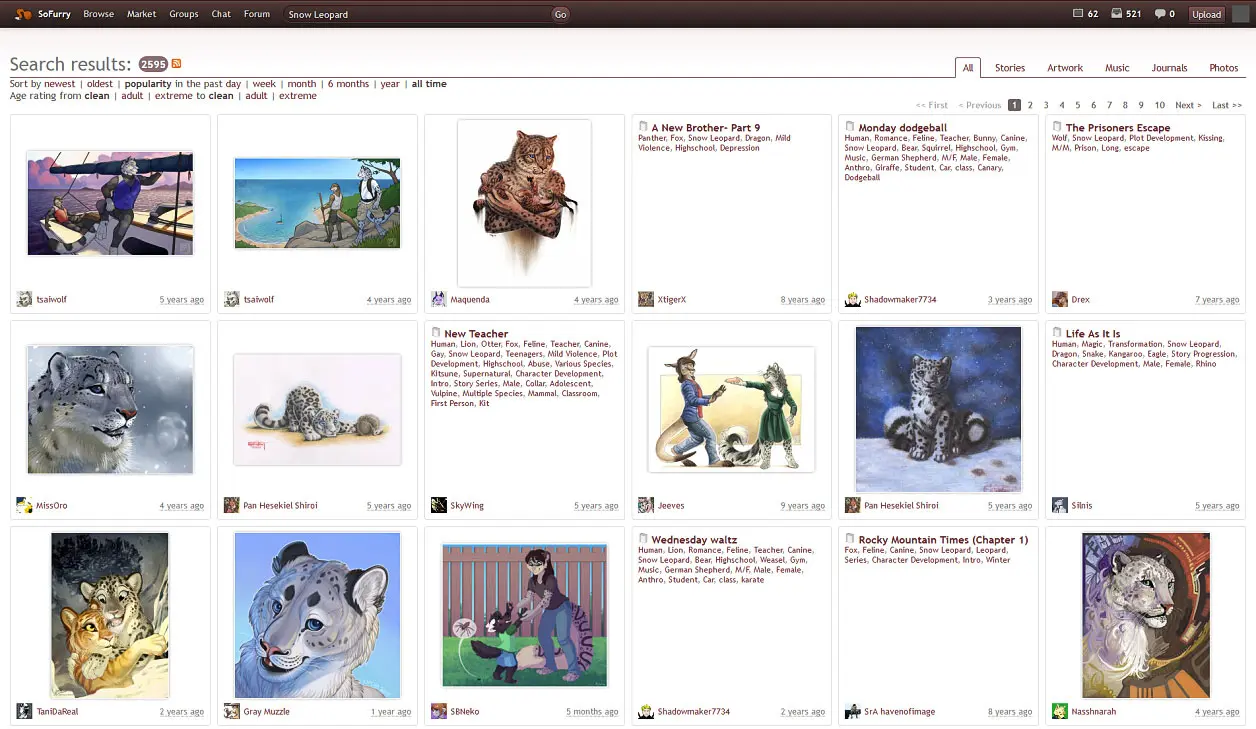 SoFurry Browse Market Groups Chat Forum Snow Leopard Go 62 521 0 Upload
Search results: 2595
All Stories Artwork Music Journals Photos
Sort by newest | oldest | popularity in the past day | week | month | 6 months | year | all time
Age rating from clean | adult | extreme to clean | adult | extreme
<< First < Previous 1 2 3 4 5 6 7 8 9 10 Next > Last >>
tsaiwolf 5 years ago
tsaiwolf 4 years ago
Maquenda 4 years ago
A New Brother- Part 9
Panther, Fox, Snow Leopard, Dragon, Mild
Violence, Highschool, Depression
XtigerX 8 years ago
Monday dodgeball
Human, Romance, Feline, Teacher, Bunny, Canine,
Snow Leopard, Bear, Squirrel, Highschool, Gym,
Music, German Shepherd, M/F, Male, Female,
Anthro, Giraffe, Student, Car, class, Canary,
Dodgeball
Shadowmaker7734 3 years ago
The Prisoners Escape
Wolf, Snow Leopard, Plot Development, Kissing,
M/M, Prison, Long, escape
Drex 7 years ago
MissOro 4 years ago
Pan Hesekiel Shiroi 5 years ago
New Teacher
Human, Lion, Otter, Fox, Feline, Teacher, Canine,
Gay, Snow Leopard, Teenagers, Mild Violence, Plot
Development, Highschool, Abuse, Various Species,
Kitsune, Supernatural, Character Development,
Intro, Story Series, Male, Collar, Adolescent,
Vulpine, Multiple Species, Mammal, Classroom,
First Person, Kit
SkyWing 5 years ago
Jeeves 9 years ago
Pan Hesekiel Shiroi 5 years ago
Life As It Is
Human, Magic, Transformation, Snow Leopard,
Dragon, Snake, Kangaroo, Eagle, Story Progression,
Character Development, Male, Female, Rhino
Silnis 5 years ago
TaniDaReal 2 years ago
Gray Muzzle 1 year ago
SBNeko 5 months ago
Wednesday waltz
Human, Lion, Romance, Feline, Teacher, Canine,
Snow Leopard, Bear, Highschool, Weasel, Gym,
Music, German Shepherd, M/F, Male, Female,
Anthro, Student, Car, class, karate
Shadowmaker7734 2 years ago
Rocky Mountain Times (Chapter 1)
Fox, Feline, Canine, Snow Leopard, Leopard,
Series, Character Development, Intro, Winter
SrA havenofimage 8 years ago
Nasshnarah 4 years ago